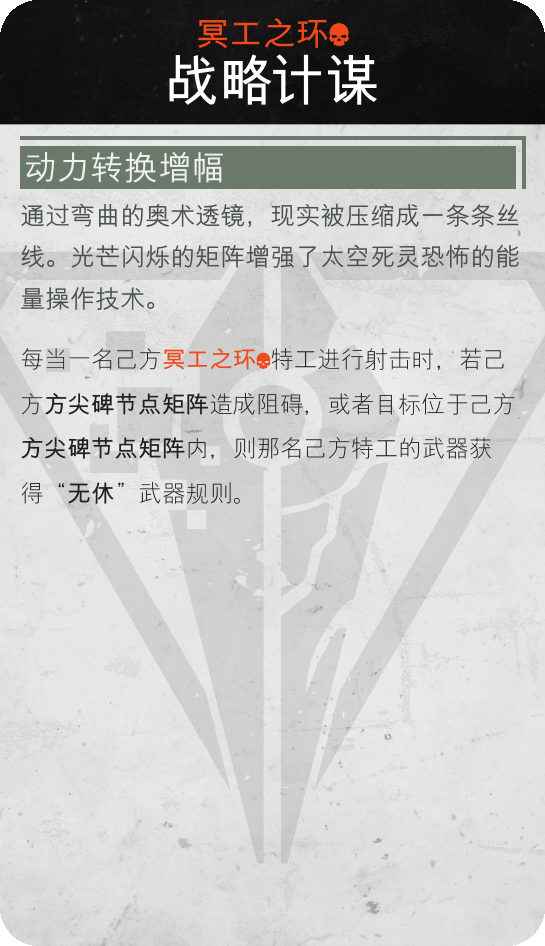 冥工之环
战略计谋
动力转换增幅
通过弯曲的奥术透镜，现实被压缩成一条条丝
线。光芒闪烁的矩阵增强了太空死灵恐怖的能
量操作技术。
每当一名己方冥工之环特工进行射击时，若己
方方尖碑节点矩阵造成阻碍，或者目标位于己方
方尖碑节点矩阵内，则那名己方特工的武器获
得“无休”武器规则。